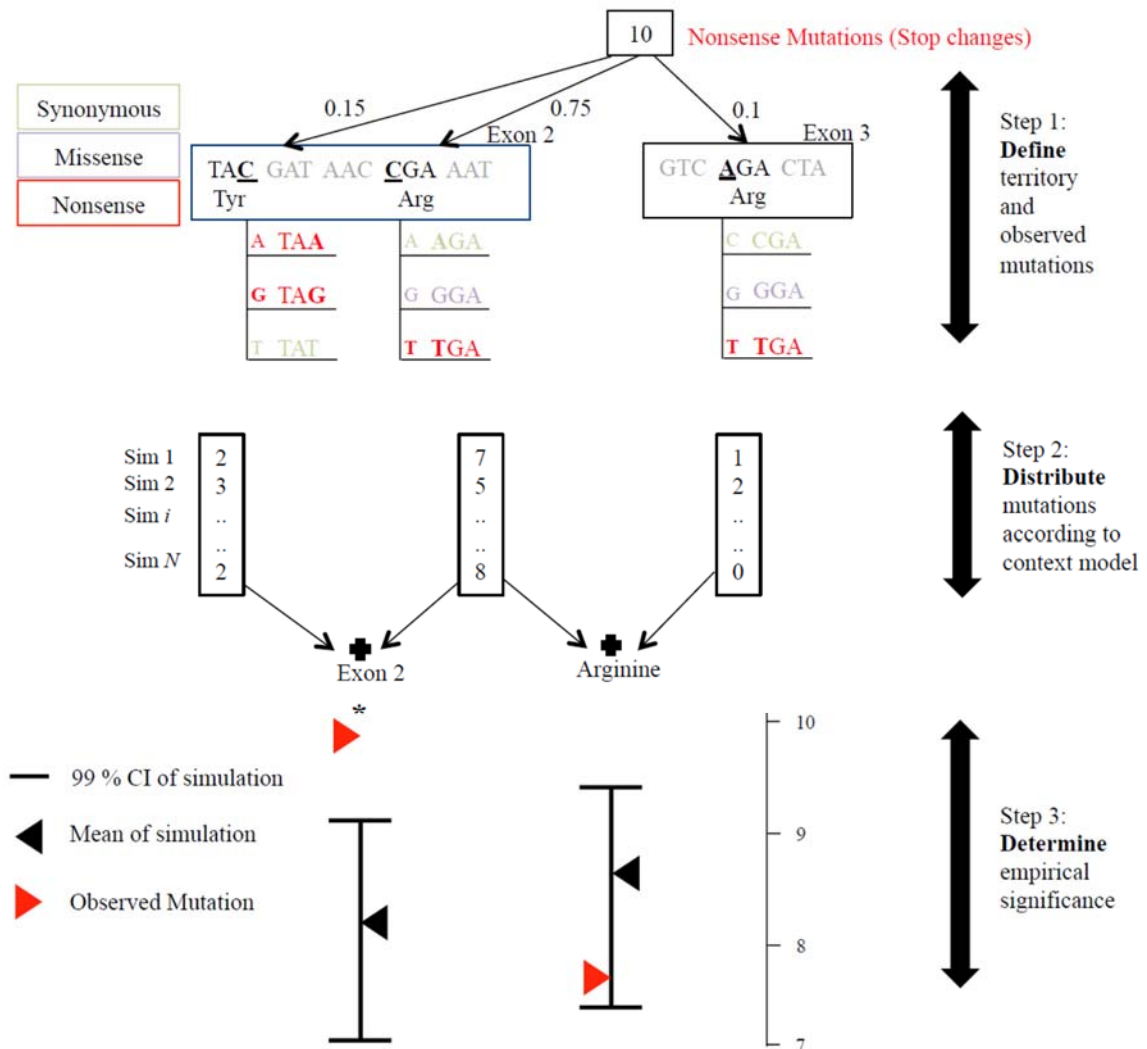 10
Nonsense Mutations (Stop changes)
Synonymous
Missense
Nonsense
0.15
0.75
0.1
Exon 2
Exon 3
TAC GAT AAC CGA AAT
Tyr
Arg
GTC AGA CTA
Arg
A TAA
G TAG
T TAT
A AGA
G GGA
T TGA
C CGA
G GGA
T TGA
Step 1:
Define
territory
and
observed
mutations
Sim 1 2 7 1
Sim 2 3 5 2
Sim i .. .. ..
.. .. ..
Sim N 2 8 0
Step 2:
Distribute
mutations
according to
context model
Exon 2
Arginine
*
99 % CI of simulation
Mean of simulation
Observed Mutation
10
9
8
7
Step 3:
Determine
empirical
significance